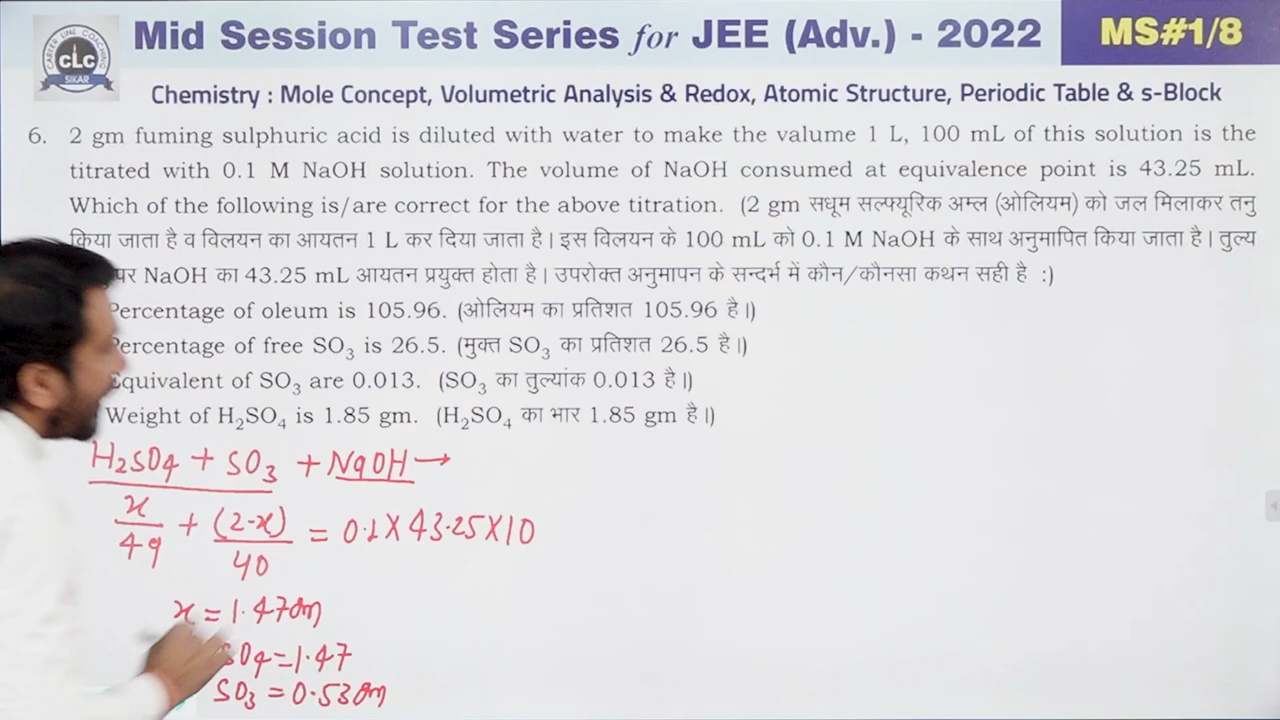 Mid Session Test Series for JEE (Adv.) - 2022
MS#1/8
CAREER LINE COACHING
CLC
SIKAR
Chemistry : Mole Concept, Volumetric Analysis & Redox, Atomic Structure, Periodic Table & s-Block
6. 2 gm fuming sulphuric acid is diluted with water to make the valume 1 L, 100 mL of this solution is the
titrated with 0.1 M NaOH solution. The volume of NaOH consumed at equivalence point is 43.25 mL.
Which of the following is/are correct for the above titration. (2 gm सधूम सल्फ्यूरिक अम्ल (ओलियम) को जल मिलाकर तनु
किया जाता है व विलयन का आयतन 1 L कर दिया जाता है। इस विलयन के 100 mL को 0.1 M NaOH के साथ अनुमापित किया जाता है। तुल्य
पर NaOH का 43.25 mL आयतन प्रयुक्त होता है। उपरोक्त अनुमापन के सन्दर्भ में कौन/कौनसा कथन सही है :)
Percentage of oleum is 105.96. (ओलियम का प्रतिशत 105.96 है।)
Percentage of free SO₃ is 26.5. (मुक्त SO₃ का प्रतिशत 26.5 है।)
Equivalent of SO₃ are 0.013. (SO₃ का तुल्यांक 0.013 है।)
Weight of H₂SO₄ is 1.85 gm. (H₂SO₄ का भार 1.85 gm है।)
H₂SO₄ + SO₃ + NaOH →
x/49 + (2-x)/40 = 0.1 X 43.25 X 10
x = 1.47 gm
SO₄ = 1.47
SO₃ = 0.53 gm